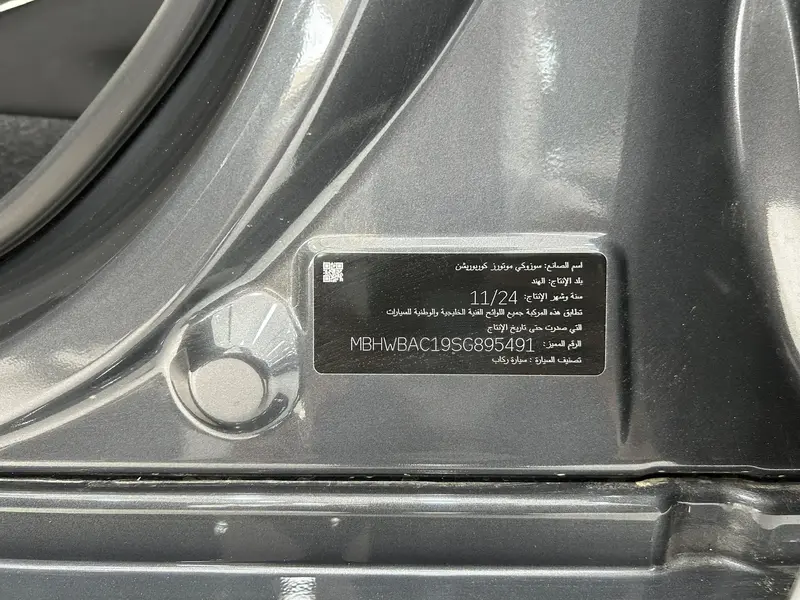 اسم الصانع: سوزوكي موتورز كوربوريشن
بلد الإنتاج: الهند
سنة وشهر الإنتاج: 11/24
تطابق هذه المركبة جميع اللوائح الفنية الخليجية والوطنية للسيارات
التي صدرت حتى تاريخ الإنتاج
الرقم المميز: MBHWBAC19SG895491
تصنيف السيارة : سيارة ركاب